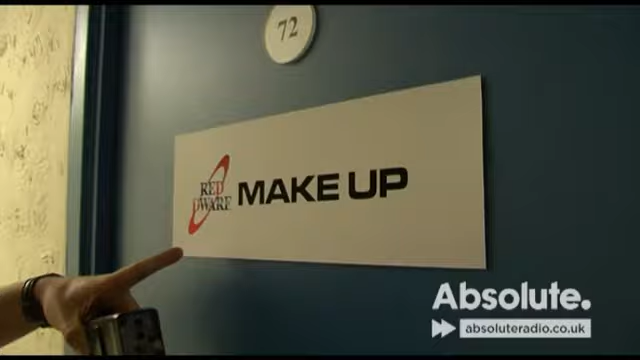 72
RED
DWARF
MAKE UP
Absolute.
absoluteradio.co.uk